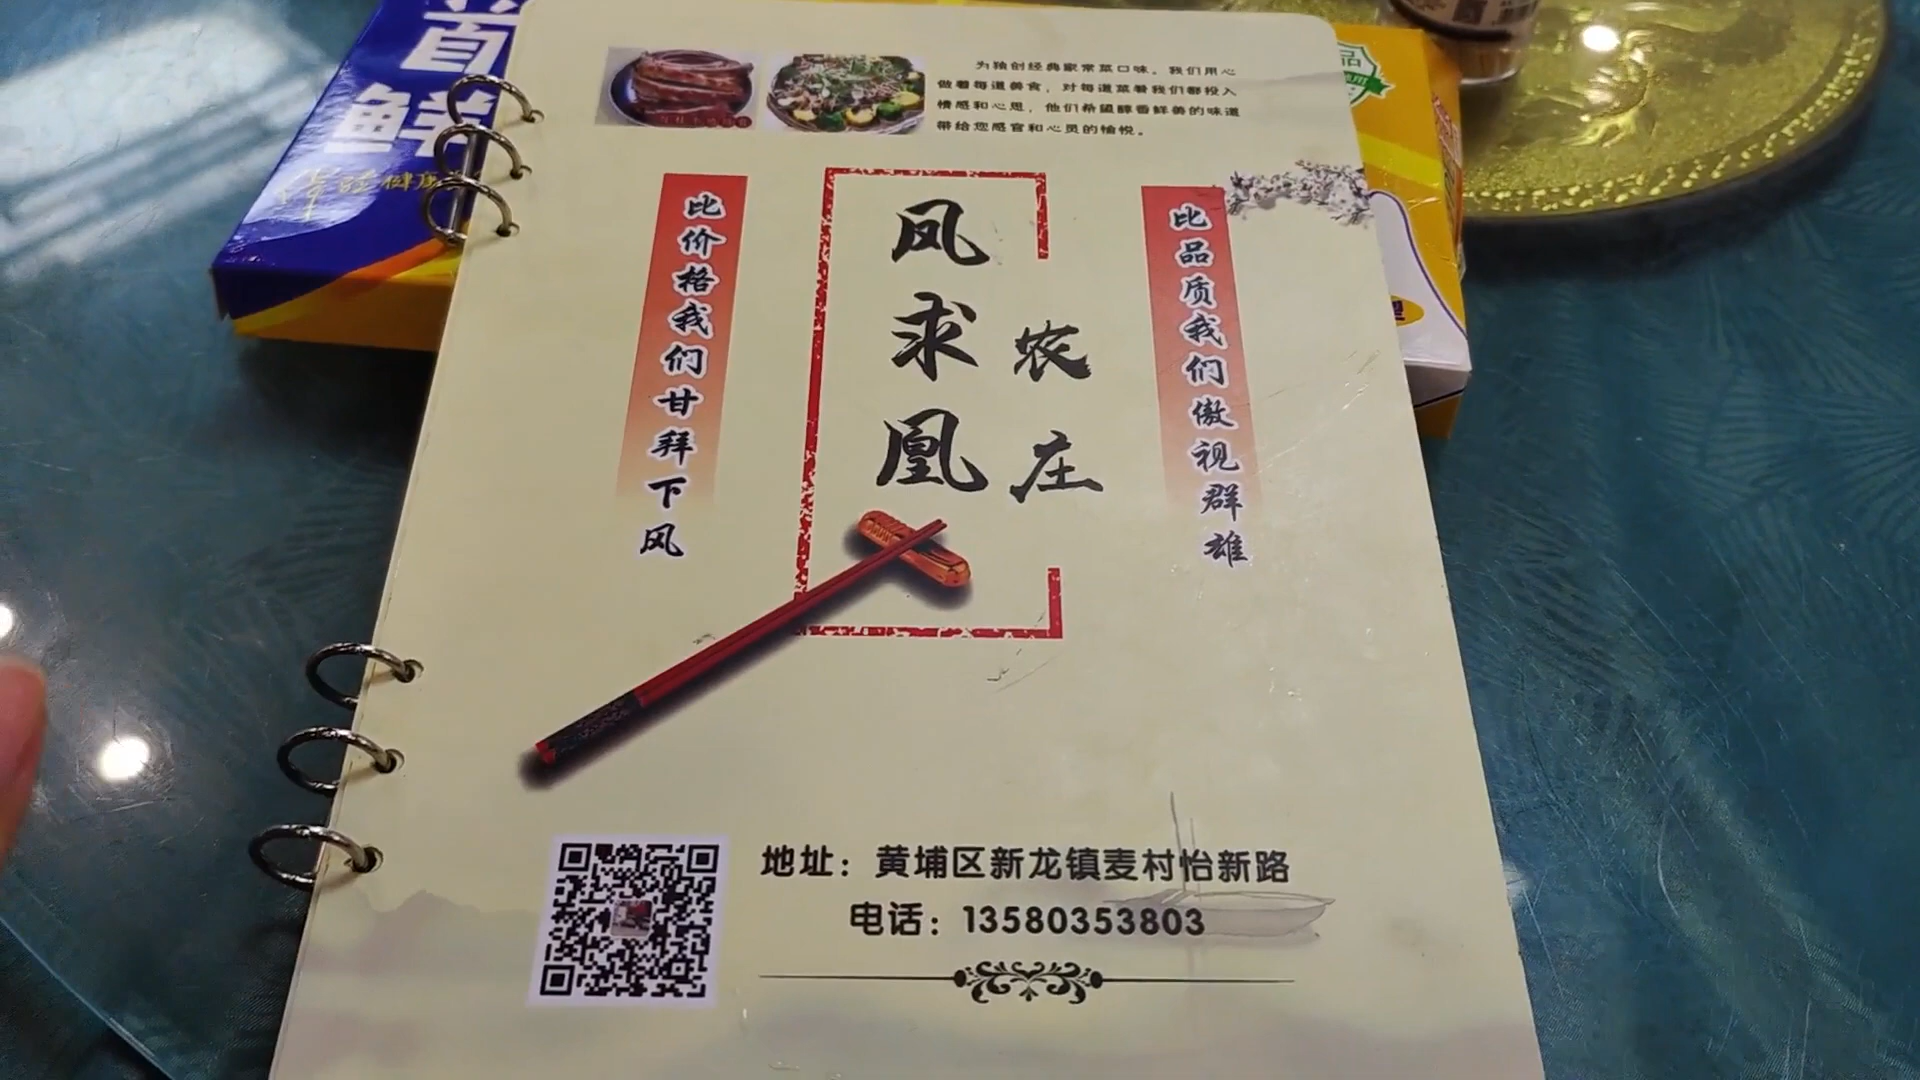 首鲜
为独创经典家常菜口味。我们用心
做着每道美食，对每道菜肴我们都投入
情感和心思，他们希望醇香鲜美的味道
带给您感官和心灵的愉悦。
比价格我们甘拜下风
凤求凰
农庄
比品质我们傲视群雄
地址：黄埔区新龙镇麦村怡新路
电话：13580353803